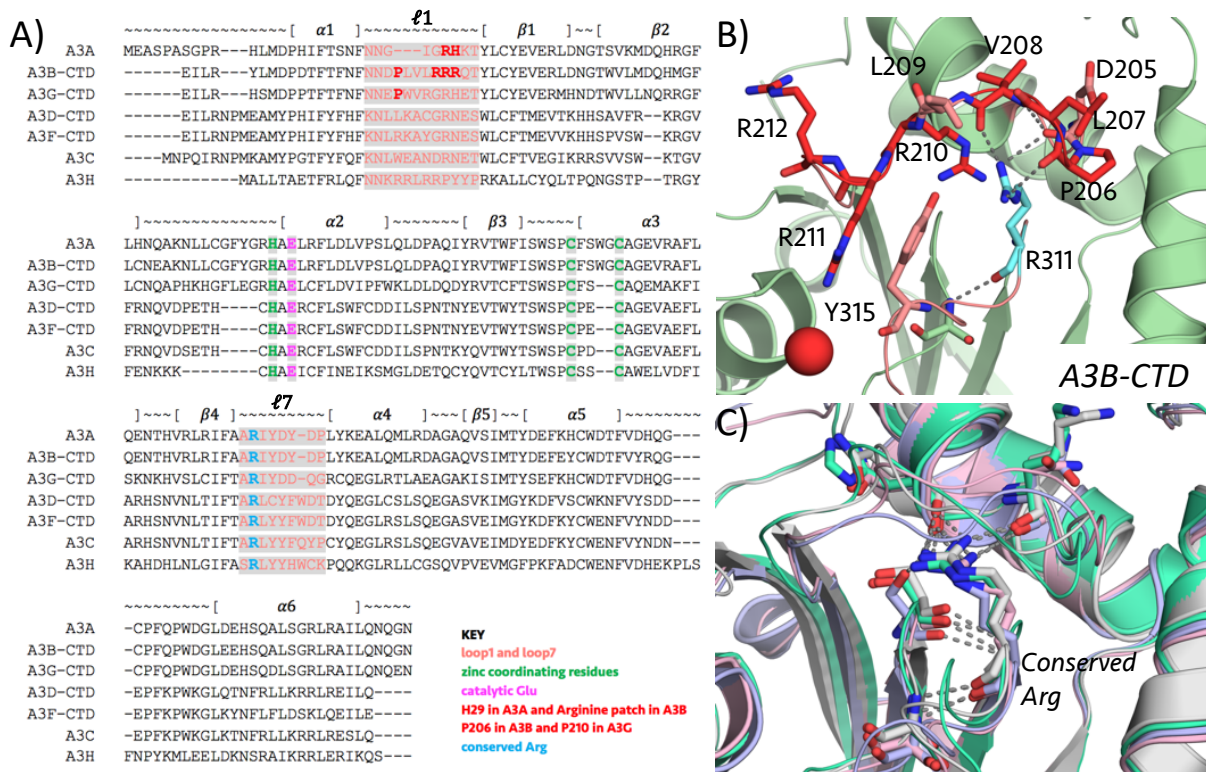 A)
ℓ1
~~~~~~~~~~~~~~~~~[ α1 ]~~~~~~~~~~~~[ β1 ]~~~~~~~[ β2
A3A MEASPASGPR---HLMDPHIFTSNFNNG---IGRHKTYLCYEVERLDNGTSVKMDQHRGF
A3B-CTD ------EILR---YLMDPDTFTFNFNNDPLVLRRRQTYLCYEVERLDNGTWVLMDQHMGF
A3G-CTD ------EILR---HSMDPPTFTFNFNNEPWVRGRHETYLCYEVERMHNDTWVLLNQRRGF
A3D-CTD ------EILRNPMEAMYPHIFYFHFKNLLKACGRNESWLCFTMEVTKHHSAVFR--KRGV
A3F-CTD ------EILRNPMEAMYPHIFYFHFKNLRKAYGRNESWLCFTMEVVKHHSPVSW--KRGV
A3C ----MNPQIRNPMKAMYPGTFYFQFKNLWEANDRNETWLCFTVEGIKRRSVVSW--KTGV
A3H ------------MALLTAETFRLQFNNKRRLRRPYYPRKALLCYQLTPQNGSTP--TRGY
]~~~~~~~~~~~~~~[ α2 ]~~~~~~~[ β3 ]~~~~~~[ α3
A3A LHNQAKNLLCGFYGRHAELRFLDLVPSLQLDPAQIYRVTWFISWSPCFSWGCAGEVRAFL
A3B-CTD LCNEAKNLLCGFYGRHAELRFLDLVPSLQLDPAQIYRVTWFISWSPCFSWGCAGEVRAFL
A3G-CTD LCNQAPHKHGFLEGRHAELCFLDVIPFWKLDLDQDYRVTCFTSWSPCFS--CAQEMAKFI
A3D-CTD FRNQVDPETH----CHAERCFLSWFCDDILSPNTNYEVTWYTSWSPCPE--CAGEVAEFL
A3F-CTD FRNQVDPETH----CHAERCFLSWFCDDILSPNTNYEVTWYTSWSPCPE--CAGEVAEFL
A3C FRNQVDSETH----CHAERCFLSWFCDDILSPNTKYQVTWYTSWSPCPD--CAGEVAEFL
A3H FENKKK--------CHAEICFINEIKSMGLDETQCYQVTCYLTWSPCSS--CAWELVDFI
ℓ7
]~~~[ β4 ]~~~~~~~~~[ α4 ]~~~[β5]~~[ α5 ]~~~~~~~~
A3A QENTHVRLRIFAARIYDY-DPLYKEALQMLRDAGAQVSIMTYDEFKHCWDTFVDHQG---
A3B-CTD QENTHVRLRIFAARIYDY-DPLYKEALQMLRDAGAQVSIMTYDEFEYCWDTFVYRQG---
A3G-CTD SKNKHVSLCIFTARIYDD-QGRCQEGLRTLAEAGAKISIMTYSEFKHCWDTFVDHQG---
A3D-CTD ARHSNVNLTIFTARLCYFWDTDYQEGLCSLSQEGASVKIMGYKDFVSCWKNFVYSDD---
A3F-CTD ARHSNVNLTIFTARLYYFWDTDYQEGLRSLSQEGASVEIMGYKDFKYCWENFVYNDD---
A3C ARHSNVNLTIFTARLYYFQYPCYQEGLRSLSQEGVAVEIMDYEDFKYCWENFVYNDN---
A3H KAHDHLNLGIFASRLYYHWCKPQQKGLRLLCGSQVPVEVMGFPKFADCWENFVDHEKPLS
~~~~~~~~~[ α6 ]~~~~~
A3A -CPFQPWDGLDEHSQALSGRLRAILQNQGN
A3B-CTD -CPFQPWDGLEEHSQALSGRLRAILQNQGN
A3G-CTD -CPFQPWDGLDEHSQDLSGRLRAILQNQEN
A3D-CTD -EPFKPWKGLQTNFRLLKRRLREILQ----
A3F-CTD -EPFKPWKGLKYNFLFLDSKLQEILE----
A3C -EPFKPWKGLKTNFRLLKRRLRESLQ----
A3H FNPYKMLEELDKNSRAIKRRLERIKQS---
KEY
loop1 and loop7
zinc coordinating residues
catalytic Glu
H29 in A3A and Arginine patch in A3B
P206 in A3B and P210 in A3G
conserved Arg
B)
V208
L209
D205
R212
L207
R210
P206
R211
R311
Y315
A3B-CTD
C)
Conserved
Arg